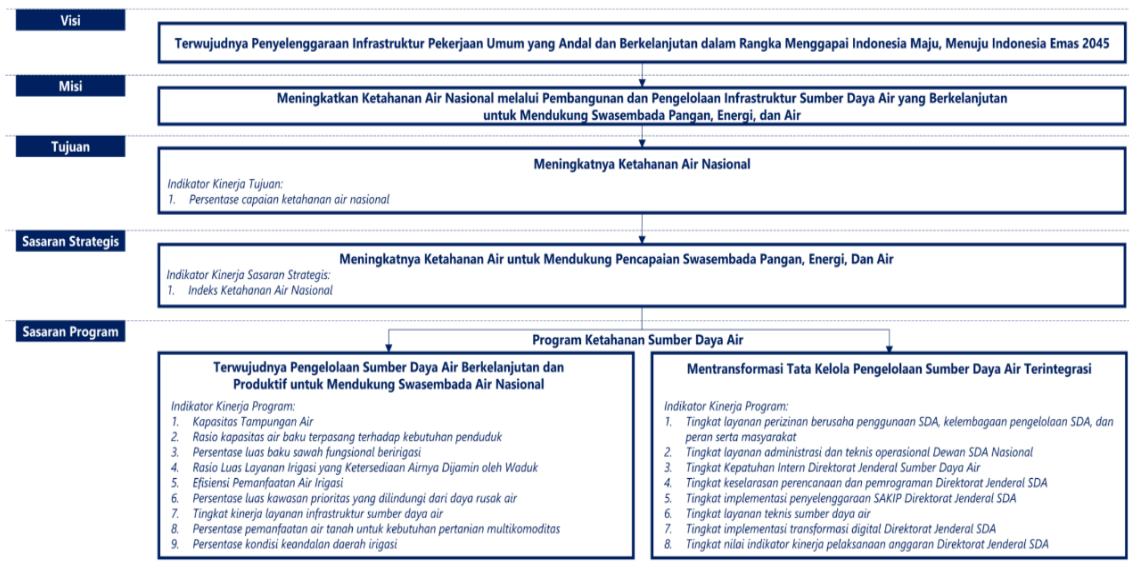 Visi
Terwujudnya Penyelenggaraan Infrastruktur Pekerjaan Umum yang Andal dan Berkelanjutan dalam Rangka Menggapai Indonesia Maju, Menuju Indonesia Emas 2045
Misi
Meningkatkan Ketahanan Air Nasional melalui Pembangunan dan Pengelolaan Infrastruktur Sumber Daya Air yang Berkelanjutan
untuk Mendukung Swasembada Pangan, Energi, dan Air
Tujuan
Meningkatnya Ketahanan Air Nasional
Indikator Kinerja Tujuan:
1. Persentase capaian ketahanan air nasional
Sasaran Strategis
Meningkatnya Ketahanan Air untuk Mendukung Pencapaian Swasembada Pangan, Energi, Dan Air
Indikator Kinerja Sasaran Strategis:
1. Indeks Ketahanan Air Nasional
Sasaran Program
Program Ketahanan Sumber Daya Air
Terwujudnya Pengelolaan Sumber Daya Air Berkelanjutan dan
Produktif untuk Mendukung Swasembada Air Nasional
Indikator Kinerja Program:
1. Kapasitas Tampungan Air
2. Rasio kapasitas air baku terpasang terhadap kebutuhan penduduk
3. Persentase luas baku sawah fungsional beririgasi
4. Rasio Luas Layanan Irigasi yang Ketersediaan Airnya Dijamin oleh Waduk
5. Efisiensi Pemanfaatan Air Irigasi
6. Persentase luas kawasan prioritas yang dilindungi dari daya rusak air
7. Tingkat kinerja layanan infrastruktur sumber daya air
8. Persentase pemanfaatan air tanah untuk kebutuhan pertanian multikomoditas
9. Persentase kondisi keandalan daerah irigasi
Mentransformasi Tata Kelola Pengelolaan Sumber Daya Air Terintegrasi
Indikator Kinerja Program:
1. Tingkat layanan perizinan berusaha penggunaan SDA, kelembagaan pengelolaan SDA, dan
peran serta masyarakat
2. Tingkat layanan administrasi dan teknis operasional Dewan SDA Nasional
3. Tingkat Kepatuhan Intern Direktorat Jenderal Sumber Daya Air
4. Tingkat keselarasan perencanaan dan pemrograman Direktorat Jenderal SDA
5. Tingkat implementasi penyelenggaraan SAKIP Direktorat Jenderal SDA
6. Tingkat layanan teknis sumber daya air
7. Tingkat implementasi transformasi digital Direktorat Jenderal SDA
8. Tingkat nilai indikator kinerja pelaksanaan anggaran Direktorat Jenderal SDA